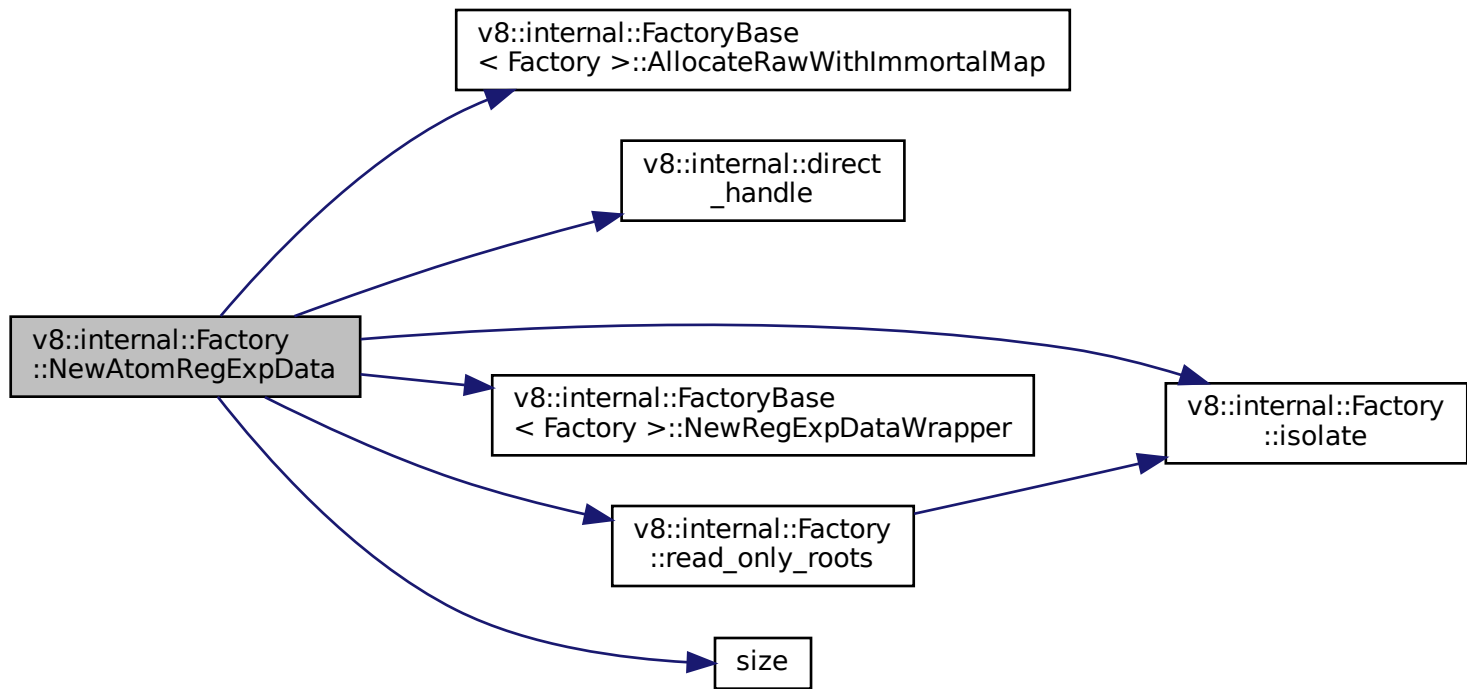 v8::internal::FactoryBase
< Factory >::AllocateRawWithImmortalMap
v8::internal::direct
_handle
v8::internal::Factory
::NewAtomRegExpData
v8::internal::FactoryBase
< Factory >::NewRegExpDataWrapper
v8::internal::Factory
::isolate
v8::internal::Factory
::read_only_roots
size